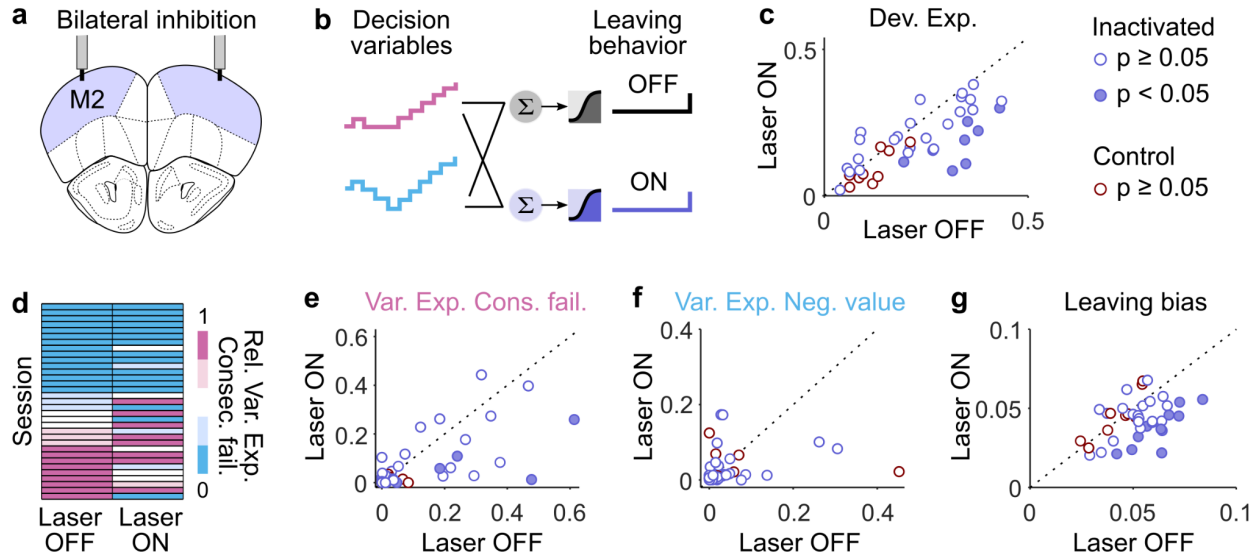 a
Bilateral inhibition
M2
b
Decision
variables
Leaving
behavior
Σ
OFF
Σ
ON
c
Dev. Exp.
0.5
Laser ON
0
0
0.5
Laser OFF
Inactivated
p ≥ 0.05
p < 0.05
Control
p ≥ 0.05
d
Session
Laser
OFF
Laser
ON
1
0
Rel. Var. Exp.
Consec. fail.
e
Var. Exp. Cons. fail.
0.6
0.4
0.2
0
Laser ON
0
0.2
0.4
0.6
Laser OFF
f
Var. Exp. Neg. value
0.4
0.2
0
Laser ON
0
0.2
0.4
Laser OFF
g
Leaving bias
0.1
0.05
0
Laser ON
0
0.05
0.1
Laser OFF